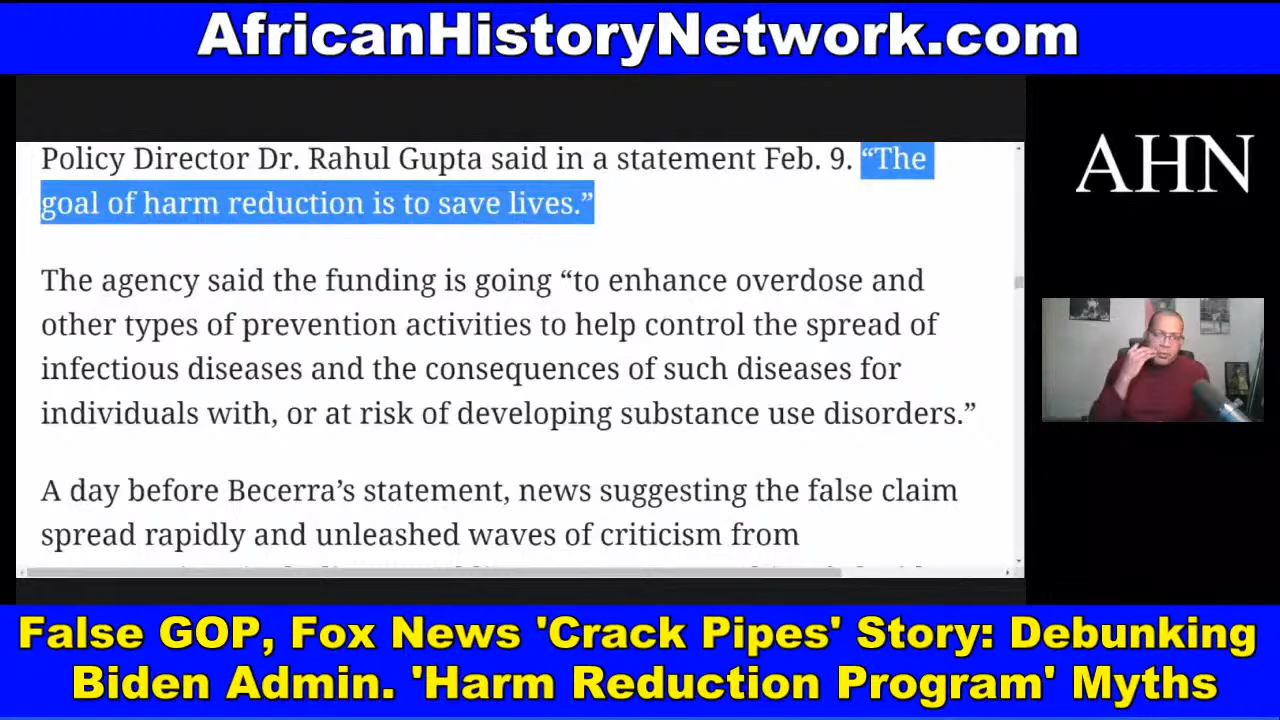 AfricanHistoryNetwork.com
AHN
Policy Director Dr. Rahul Gupta said in a statement Feb. 9. “The
goal of harm reduction is to save lives.”
The agency said the funding is going “to enhance overdose and
other types of prevention activities to help control the spread of
infectious diseases and the consequences of such diseases for
individuals with, or at risk of developing substance use disorders.”
A day before Becerra’s statement, news suggesting the false claim
spread rapidly and unleashed waves of criticism from
False GOP, Fox News 'Crack Pipes' Story: Debunking
Biden Admin. 'Harm Reduction Program' Myths